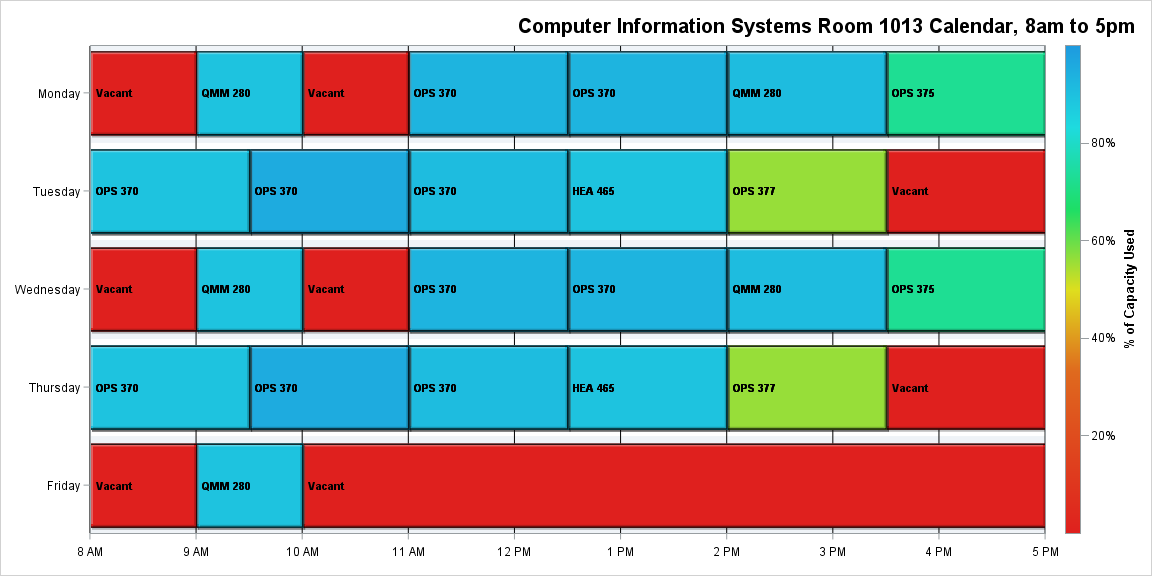 Computer Information Systems Room 1013 Calendar, 8am to 5pm
Monday
Vacant
QMM 280
Vacant
OPS 370
OPS 370
QMM 280
OPS 375
Tuesday
OPS 370
OPS 370
OPS 370
HEA 465
OPS 377
Vacant
Wednesday
Vacant
QMM 280
Vacant
OPS 370
OPS 370
QMM 280
OPS 375
Thursday
OPS 370
OPS 370
OPS 370
HEA 465
OPS 377
Vacant
Friday
Vacant
QMM 280
Vacant
8 AM
9 AM
10 AM
11 AM
12 PM
1 PM
2 PM
3 PM
4 PM
5 PM
80%
60%
40%
20%
% of Capacity Used